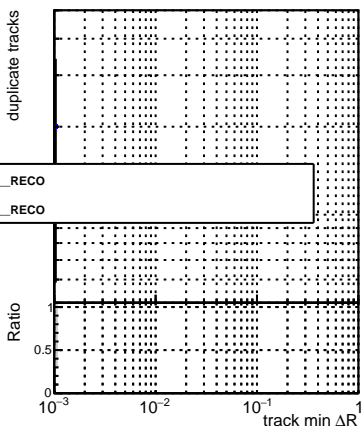 duplicate tracks
_RECO
_RECO
Ratio
1
0.5
0
10⁻³ 10⁻² 10⁻¹ 1
track min ΔR